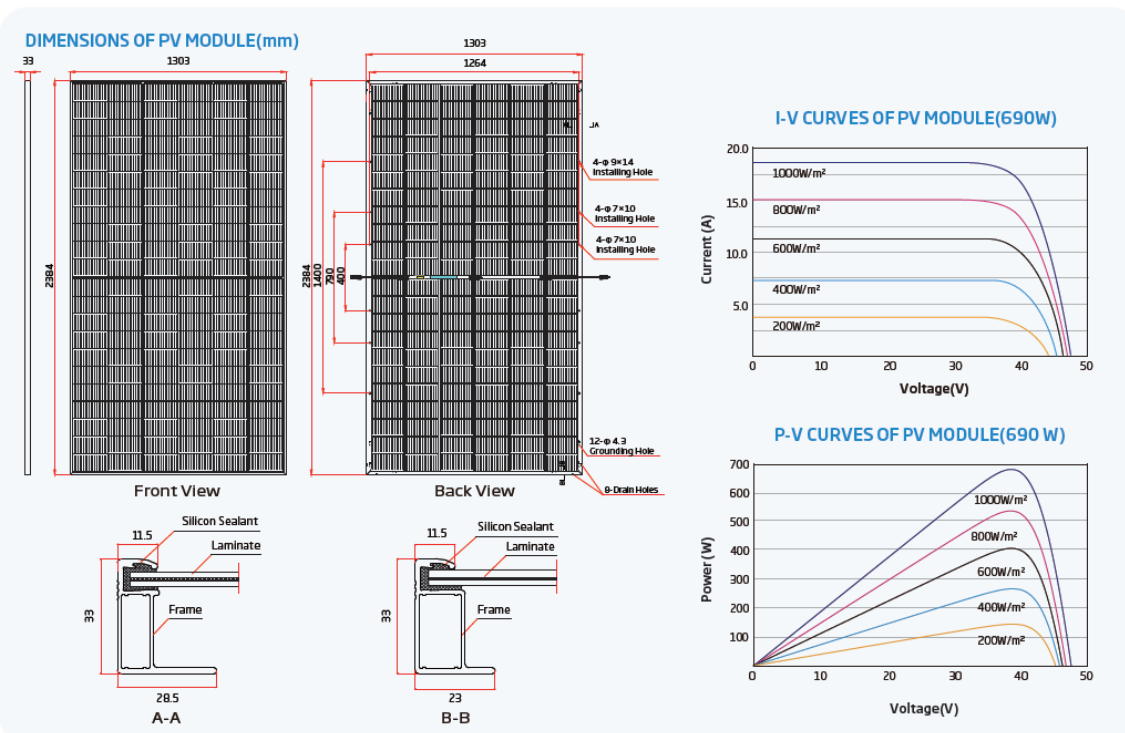 DIMENSIONS OF PV MODULE(mm)
33
1303
2384
Front View
1303
1264
2384
1400
790
400
4-φ 9×14
Installing Hole
4-φ 7×10
Installing Hole
4-φ 7×10
Installing Hole
12-φ 4.3
Grounding Hole
8-Drain Holes
Back View
11.5
Silicon Sealant
Laminate
Frame
33
28.5
A-A
11.5
Silicon Sealant
Laminate
Frame
33
23
B-B
I-V CURVES OF PV MODULE(690W)
Current (A)
20.0
15.0
10.0
5.0
1000W/m²
800W/m²
600W/m²
400W/m²
200W/m²
0 10 20 30 40 50
Voltage(V)
P-V CURVES OF PV MODULE(690 W)
Power (W)
700
600
500
400
300
200
100
1000W/m²
800W/m²
600W/m²
400W/m²
200W/m²
0 10 20 30 40 50
Voltage(V)